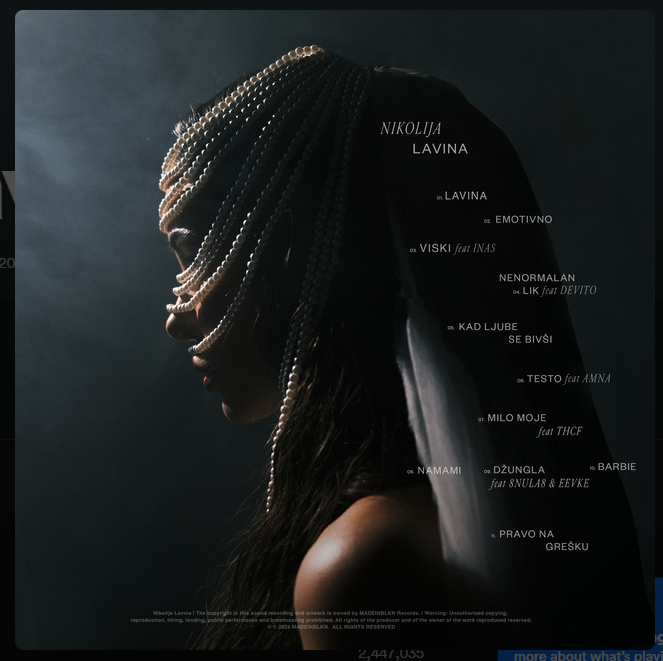 NIKOLIJA
LAVINA
01. LAVINA
02. EMOTIVNO
03. VISKI feat INAS
NENORMALAN
04. LIK feat DEVITO
05. KAD LJUBE
SE BIVŠI
06. TESTO feat AMNA
07. MILO MOJE
feat THCF
08. NAMAMI
09. DŽUNGLA
feat 8NULA8 & EEVKE
10. BARBIE
11. PRAVO NA
GREŠKU
Nikolija Lavina | The copyright in this sound recording and artwork is owned by MADEINBLKN Records. | Warning: Unauthorised copying,
reproduction, hiring, lending, public performance and broadcasting prohibited. All rights of the producer and of the owner of the work reproduced reserved.
MADEINBLKN. ALL RIGHTS RESERVED
20
2,447,035
more about what's playi